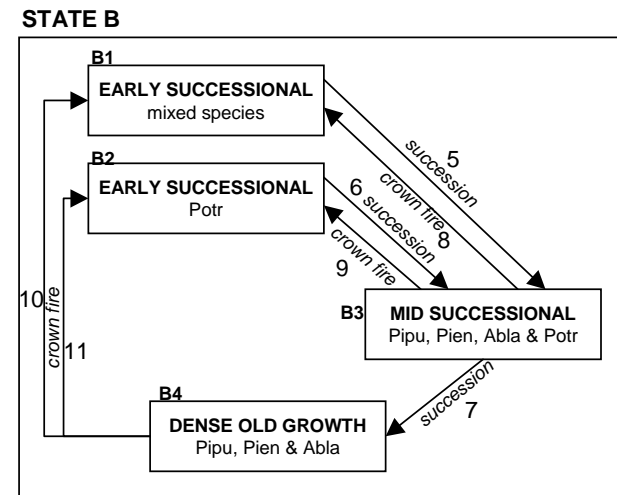 STATE B
B1
EARLY SUCCESSIONAL
mixed species
B2
EARLY SUCCESSIONAL
Potr
5
succession
crown fire
8
6
succession
crown fire
9
10
crown fire
11
B3
MID SUCCESSIONAL
Pipu, Pien, Abla & Potr
succession
7
B4
DENSE OLD GROWTH
Pipu, Pien & Abla